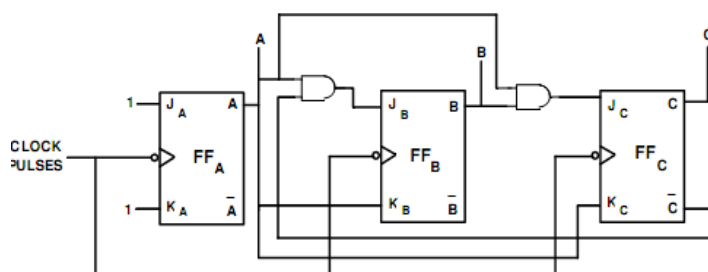 A
B
C
1
J A
A
FF A
CLOCK
PULSES
1
K A
A̅
J B
B
FF B
K B
B̅
J C
C
FF C
K C
C̅